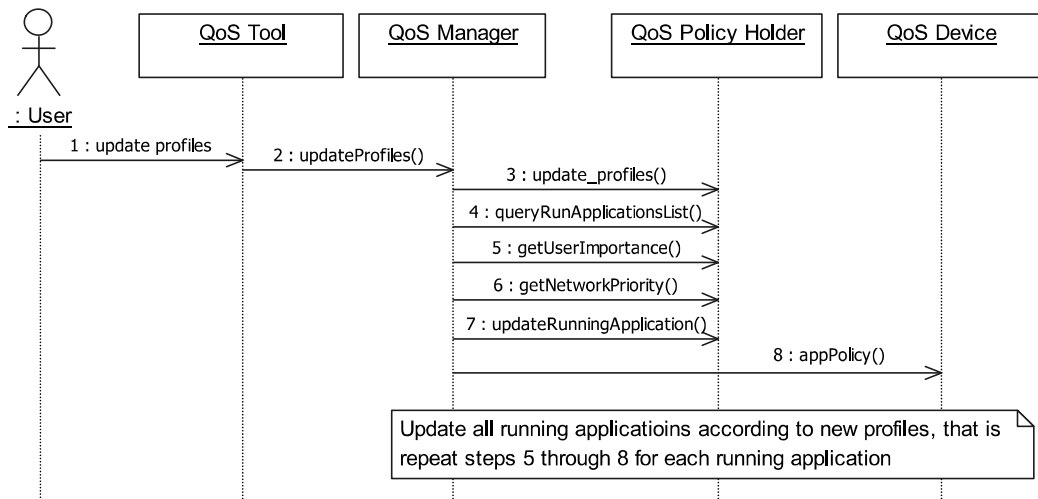 QoS Tool
QoS Manager
QoS Policy Holder
QoS Device
: User
1 : update profiles
2 : updateProfiles()
3 : update_profiles()
4 : queryRunApplicationsList()
5 : getUserImportance()
6 : getNetworkPriority()
7 : updateRunningApplication()
8 : appPolicy()
Update all running applicatioins according to new profiles, that is
repeat steps 5 through 8 for each running application